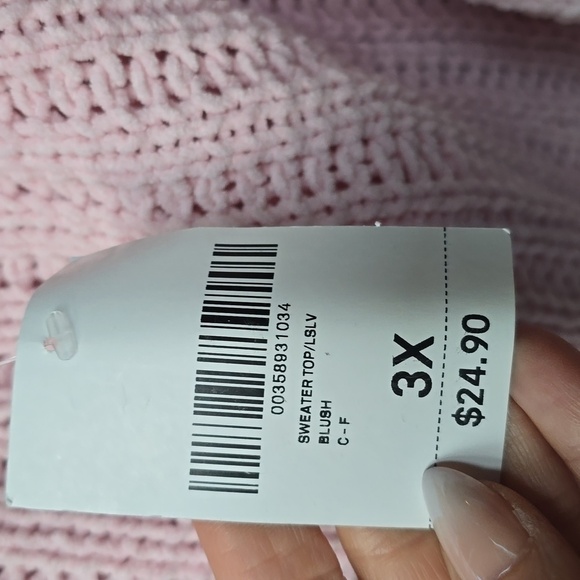 00358931034
SWEATER TOP/LSLV
BLUSH
C - F
3X
$24.90